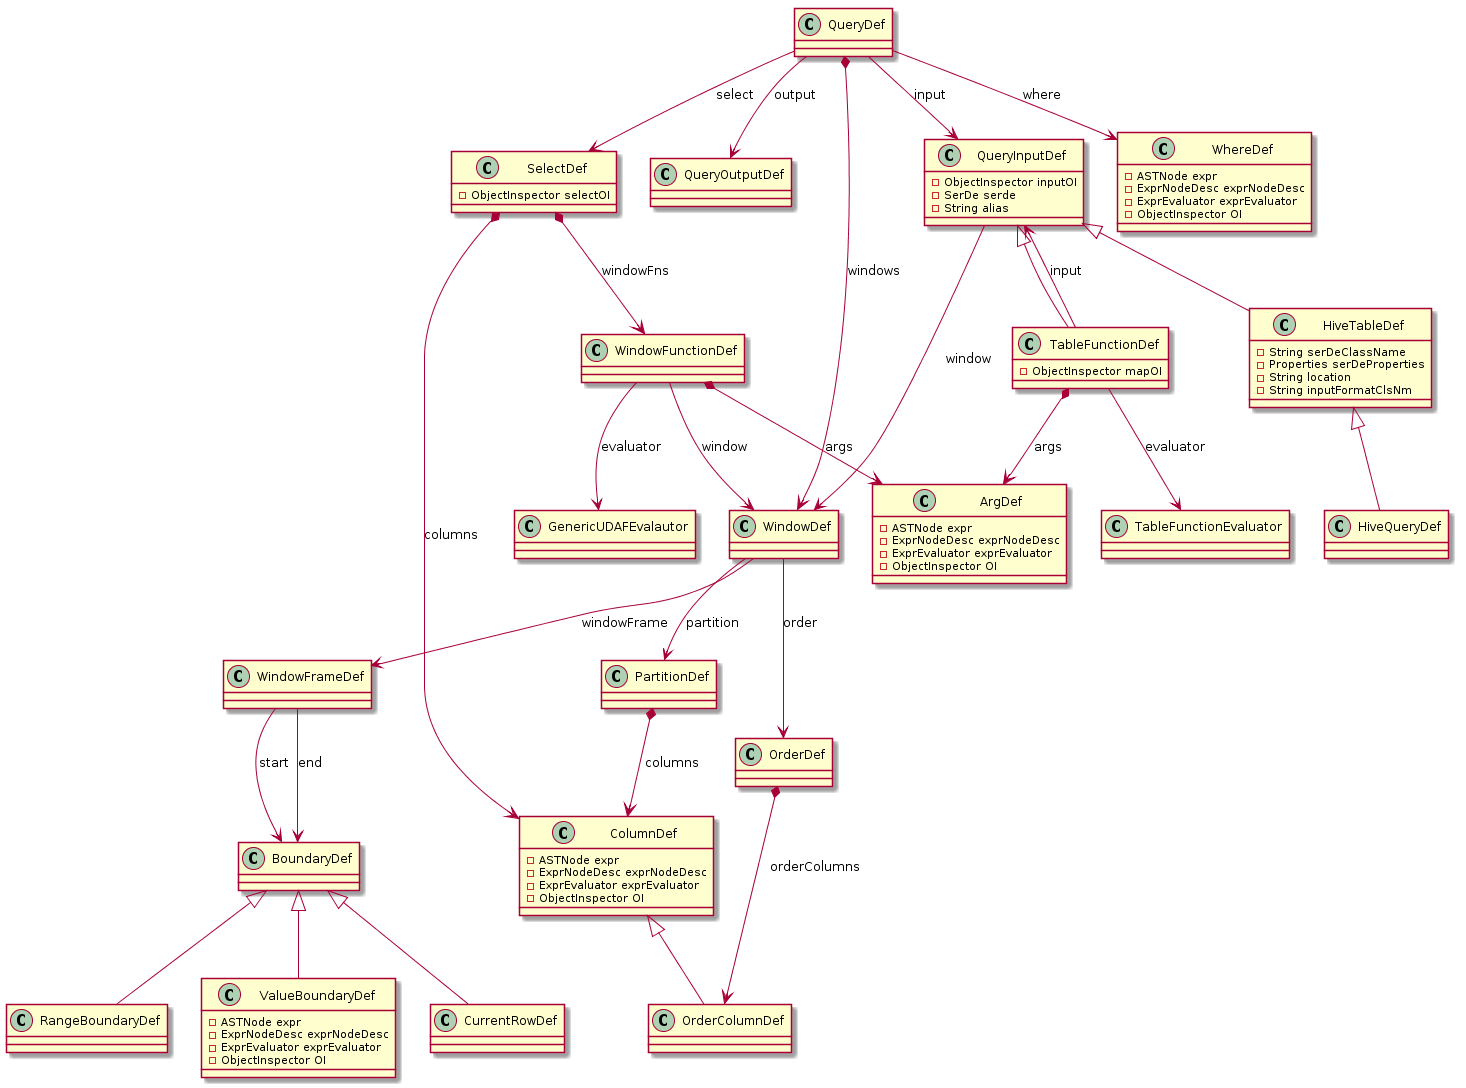 C QueryDef
select
output
input
where
C SelectDef
ObjectInspector selectOI
C QueryOutputDef
C QueryInputDef
ObjectInspector inputOI
SerDe serde
String alias
C WhereDef
ASTNode expr
ExprNodeDesc exprNodeDesc
ExprEvaluator exprEvaluator
ObjectInspector OI
windowFns
windows
input
C WindowFunctionDef
window
C TableFunctionDef
ObjectInspector mapOI
C HiveTableDef
String serDeClassName
Properties serDeProperties
String location
String inputFormatClsNm
evaluator
window
args
args
evaluator
columns
C GenericUDAFEvalautor
C WindowDef
C ArgDef
ASTNode expr
ExprNodeDesc exprNodeDesc
ExprEvaluator exprEvaluator
ObjectInspector OI
C TableFunctionEvaluator
C HiveQueryDef
windowFrame
partition
order
C WindowFrameDef
C PartitionDef
C OrderDef
start
end
columns
C BoundaryDef
C ColumnDef
ASTNode expr
ExprNodeDesc exprNodeDesc
ExprEvaluator exprEvaluator
ObjectInspector OI
orderColumns
C RangeBoundaryDef
C ValueBoundaryDef
ASTNode expr
ExprNodeDesc exprNodeDesc
ExprEvaluator exprEvaluator
ObjectInspector OI
C CurrentRowDef
C OrderColumnDef